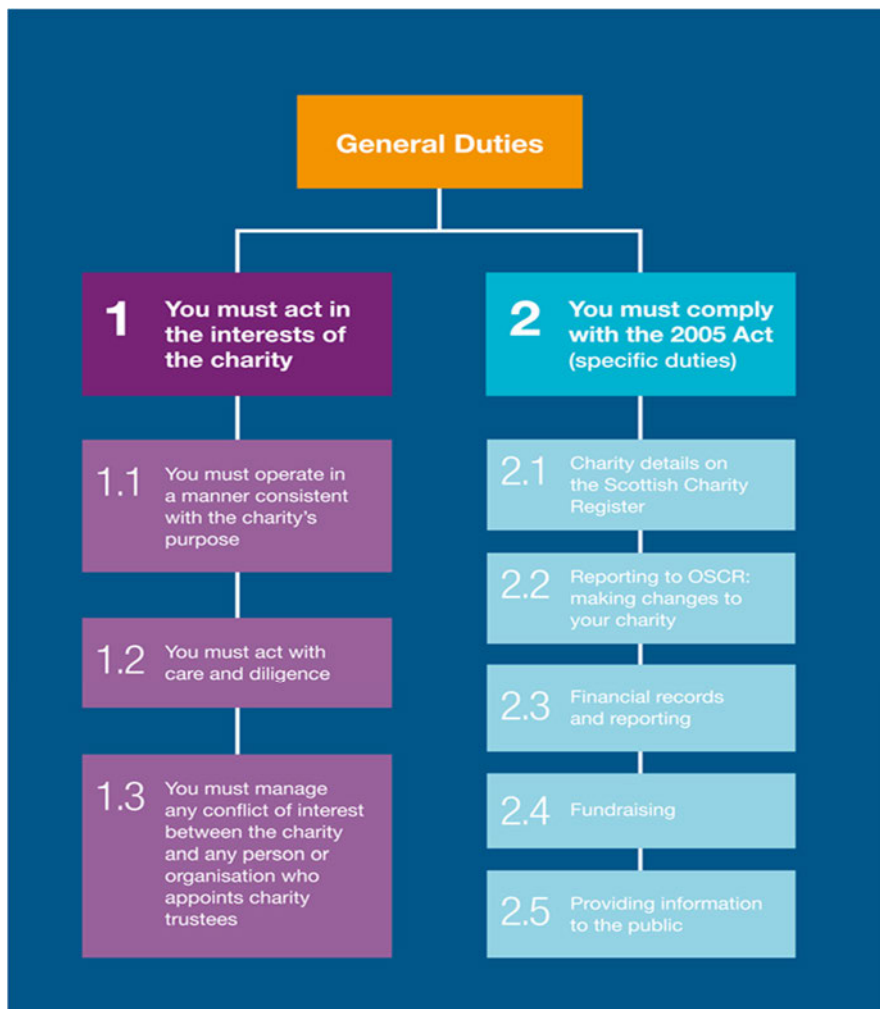 General Duties
1
You must act in
the interests of
the charity
1.1
You must operate in
a manner consistent
with the charity's
purpose
1.2
You must act with
care and diligence
1.3
You must manage
any conflict of interest
between the charity
and any person or
organisation who
appoints charity
trustees
2
You must comply
with the 2005 Act
(specific duties)
2.1
Charity details on
the Scottish Charity
Register
2.2
Reporting to OSCR:
making changes to
your charity
2.3
Financial records
and reporting
2.4
Fundraising
2.5
Providing information
to the public